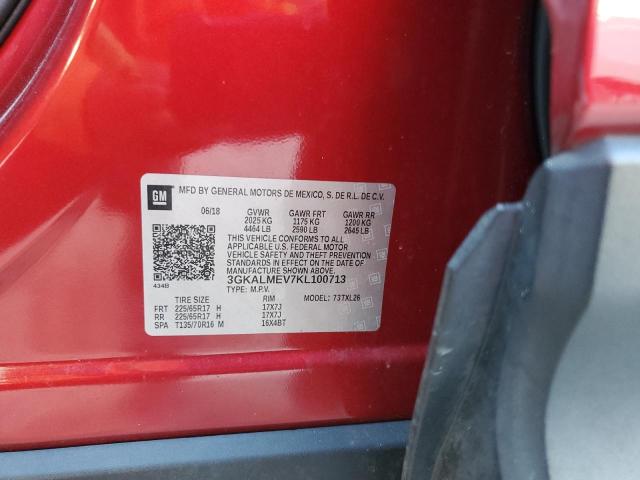 GM
MFD BY GENERAL MOTORS DE MEXICO, S. DE R.L. DE C.V.
06/18 GVWR GAWR FRT GAWR RR
2025 KG 1175 KG 1200 KG
4464 LB 2590 LB 2645 LB
THIS VEHICLE CONFORMS TO ALL
APPLICABLE U.S. FEDERAL MOTOR
VEHICLE SAFETY AND THEFT PREVENTION
STANDARDS IN EFFECT ON THE DATE OF
MANUFACTURE SHOWN ABOVE.
434B
3GKALMEV7KL100713
TYPE: M.P.V. MODEL: 73TXL26
TIRE SIZE RIM
FRT 225/65R17 H 17X7J
RR 225/65R17 H 17X7J
SPA T135/70R16 M 16X4BT